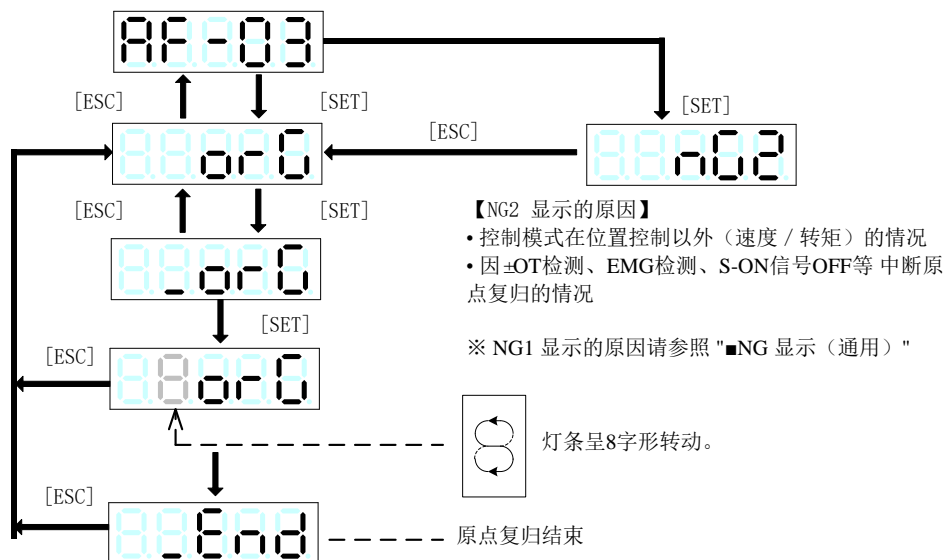 AF-03
[ESC]
[SET]
[SET]
orG
[ESC]
nG2
[ESC]
[SET]
【NG2 显示的原因】
• 控制模式在位置控制以外（速度／转矩）的情况
• 因±OT检测、EMG检测、S-ON信号OFF等 中断原
点复归的情况
_orG
[SET]
※ NG1 显示的原因请参照 "■NG 显示（通用）"
[ESC]
8orG
灯条呈8字形转动。
[ESC]
_End
原点复归结束